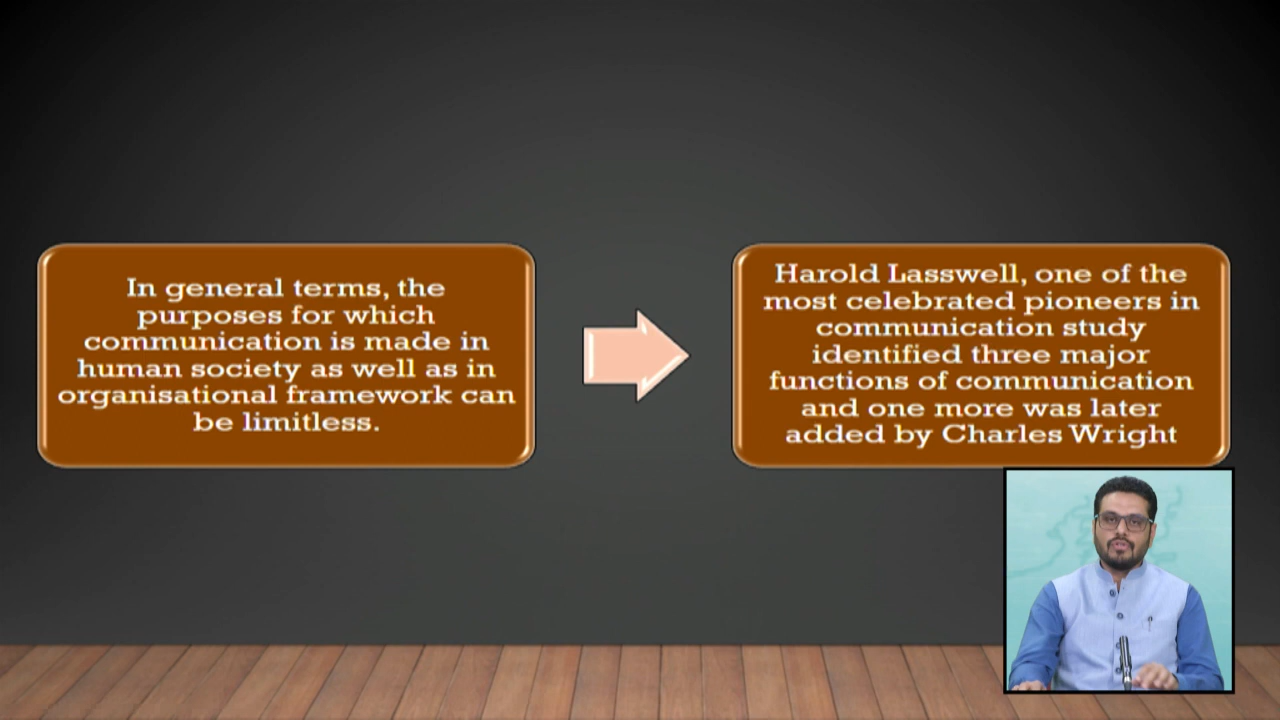 In general terms, the
purposes for which
communication is made in
human society as well as in
organisational framework can
be limitless.
Harold Lasswell, one of the
most celebrated pioneers in
communication study
identified three major
functions of communication
and one more was later
added by Charles Wright